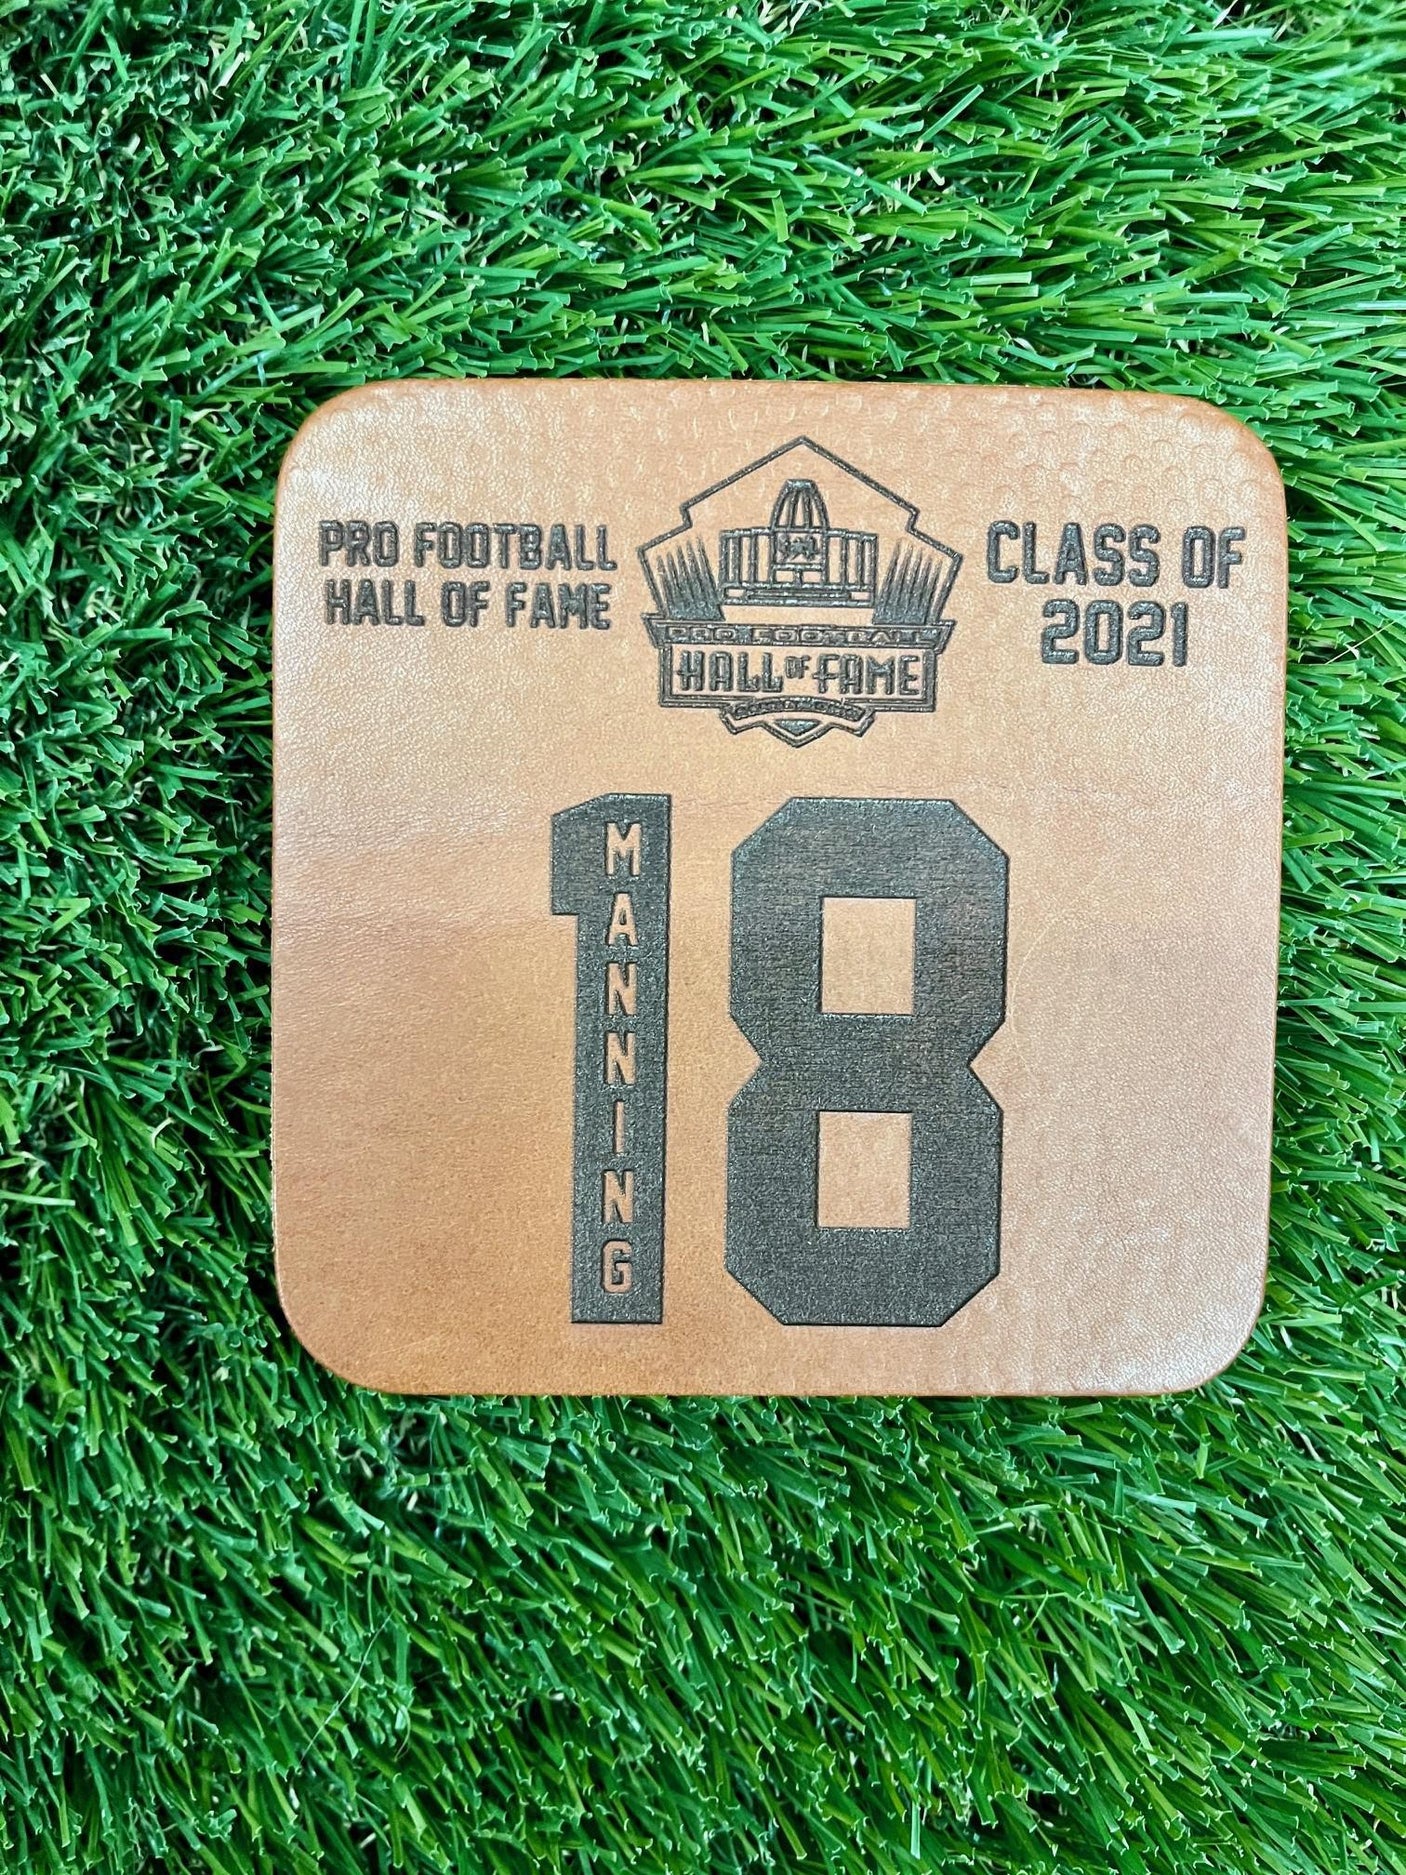 PRO FOOTBALL
HALL OF FAME
PRO FOOTBALL
HALL OF FAME
CLASS OF
2021
MANNING
18